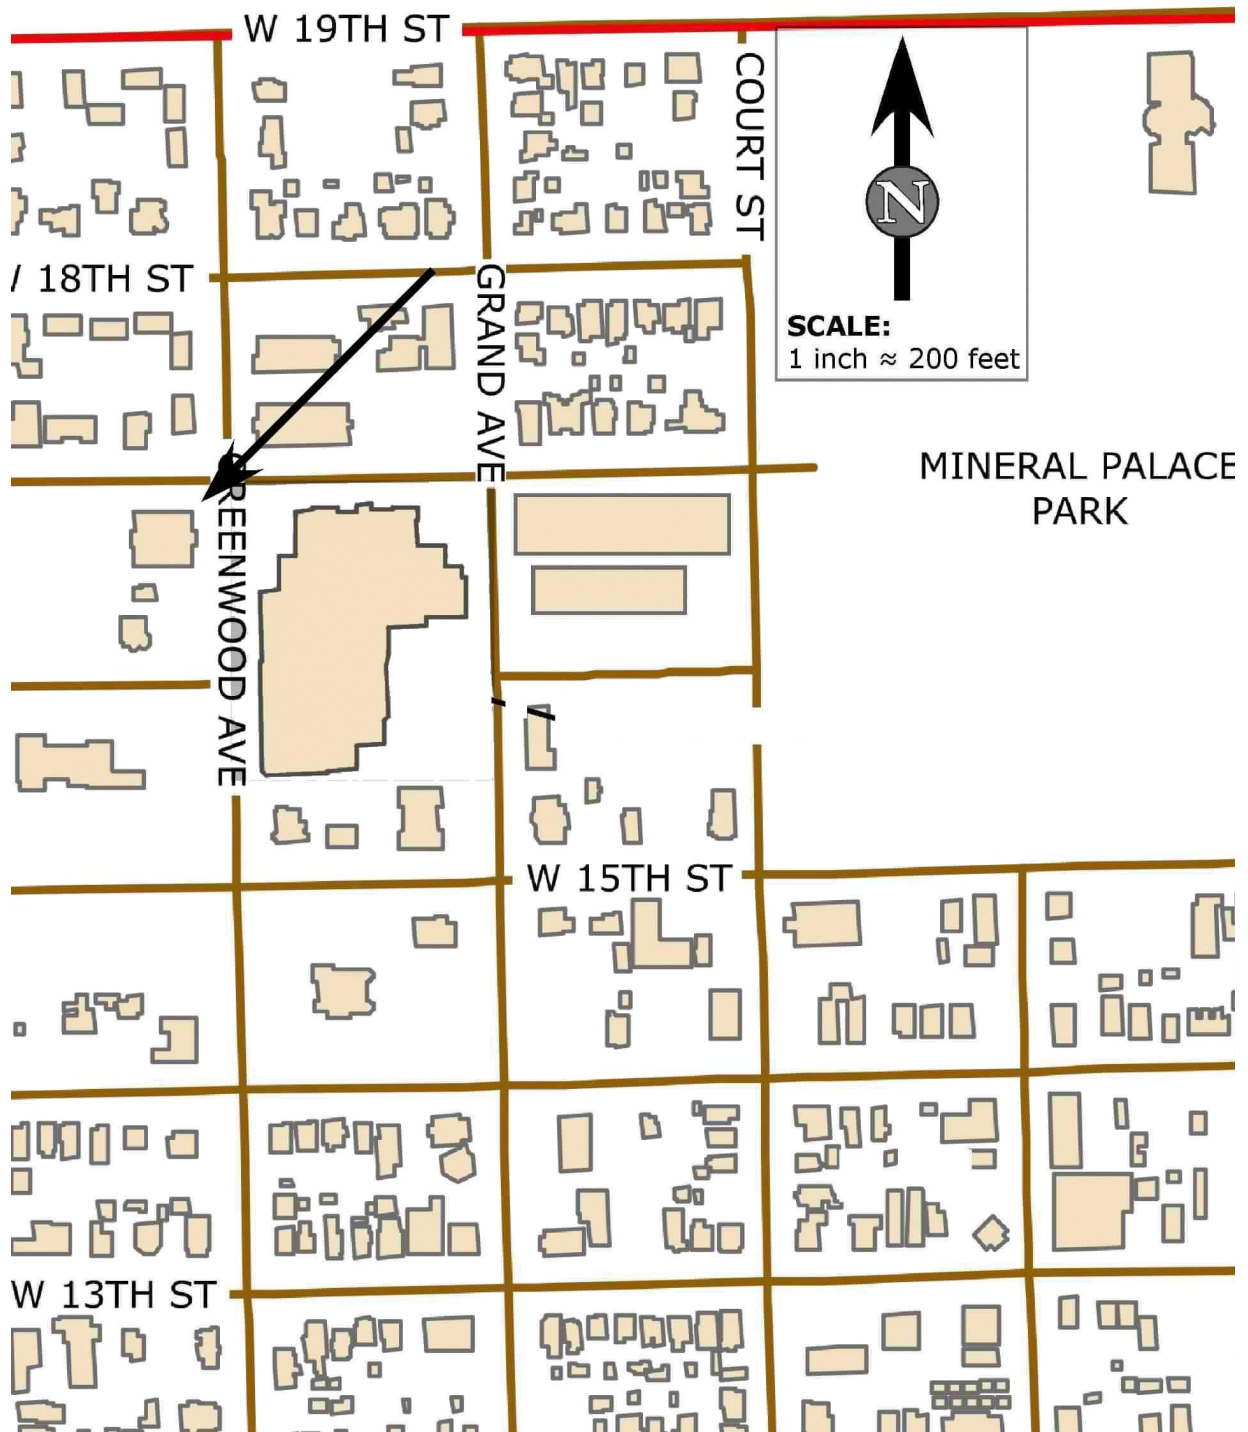 W 19TH ST
COURT ST
N
W 18TH ST
GRAND AVE
SCALE:
1 inch ≈ 200 feet
MINERAL PALACE
PARK
GREENWOOD AVE
W 15TH ST
W 13TH ST